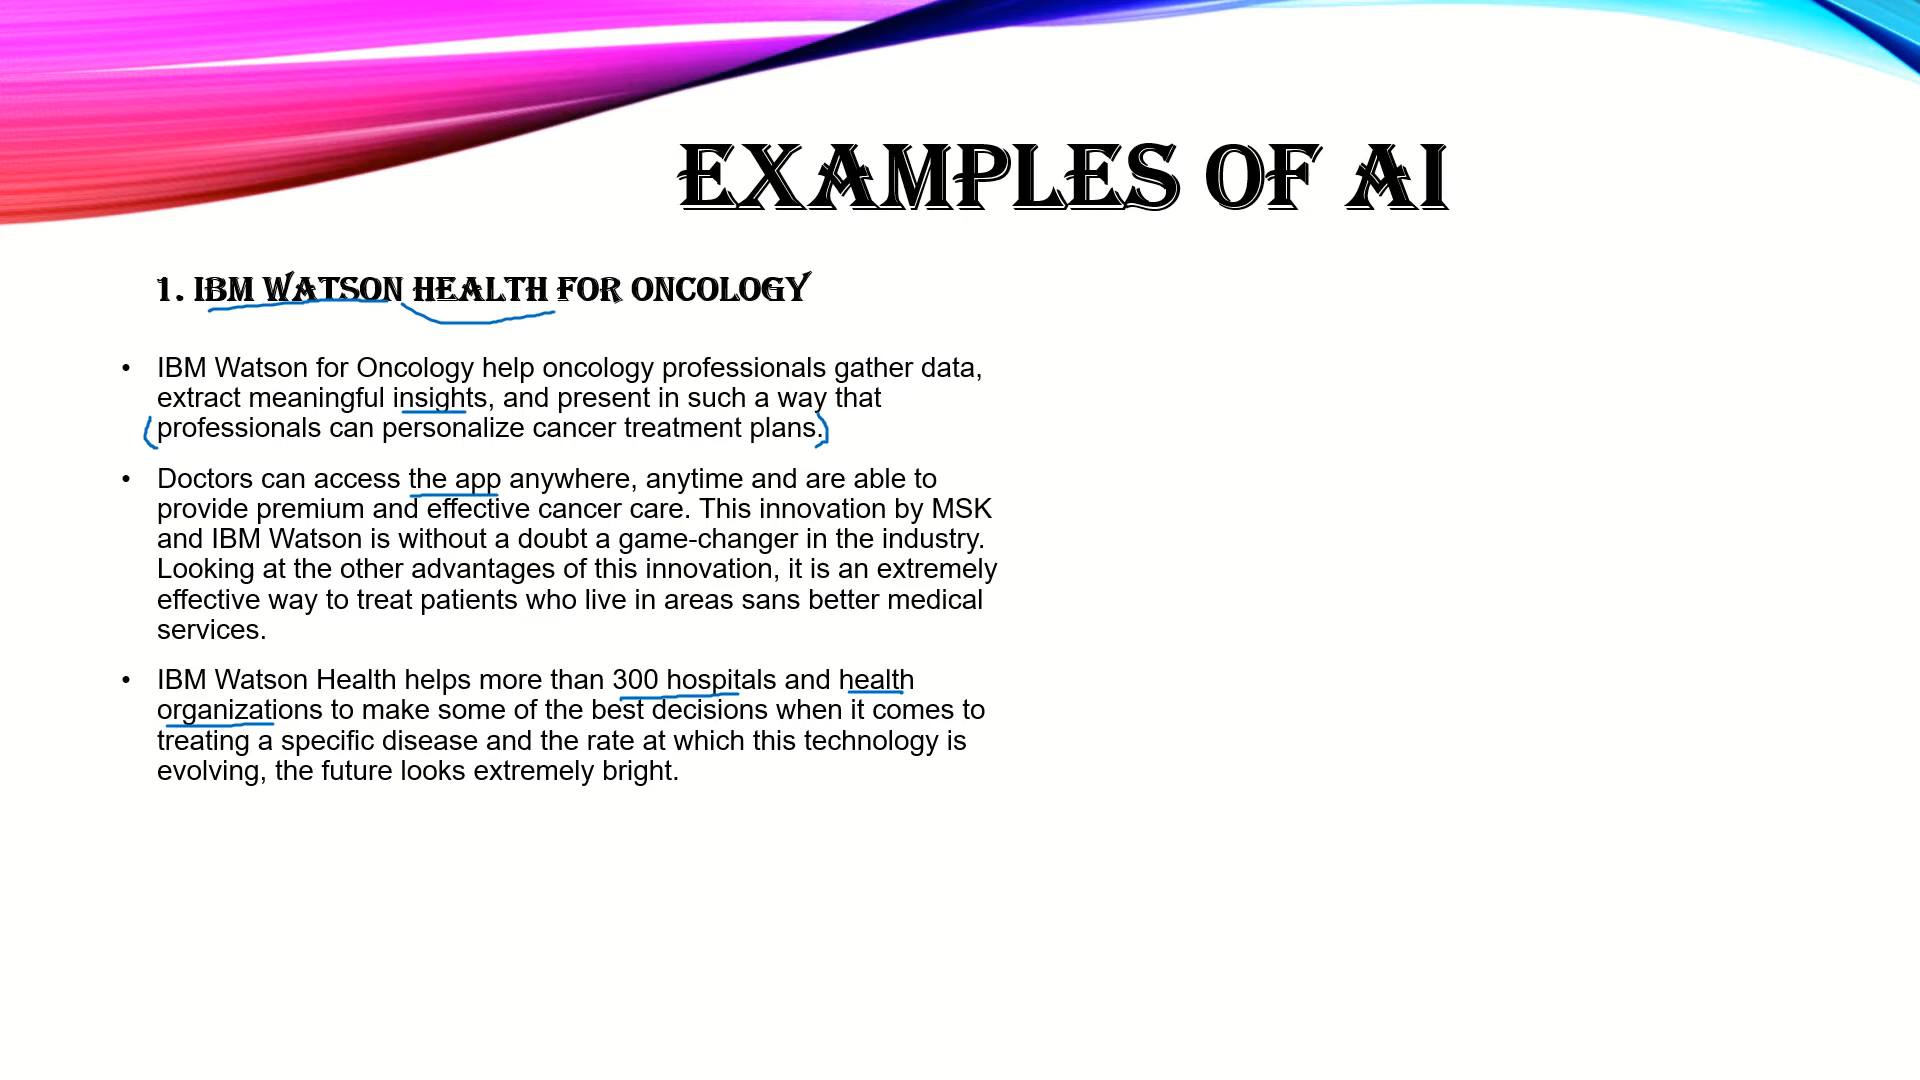 EXAMPLES OF AI
1. IBM WATSON HEALTH FOR ONCOLOGY
• IBM Watson for Oncology help oncology professionals gather data,
extract meaningful insights, and present in such a way that
professionals can personalize cancer treatment plans.
• Doctors can access the app anywhere, anytime and are able to
provide premium and effective cancer care. This innovation by MSK
and IBM Watson is without a doubt a game-changer in the industry.
Looking at the other advantages of this innovation, it is an extremely
effective way to treat patients who live in areas sans better medical
services.
• IBM Watson Health helps more than 300 hospitals and health
organizations to make some of the best decisions when it comes to
treating a specific disease and the rate at which this technology is
evolving, the future looks extremely bright.